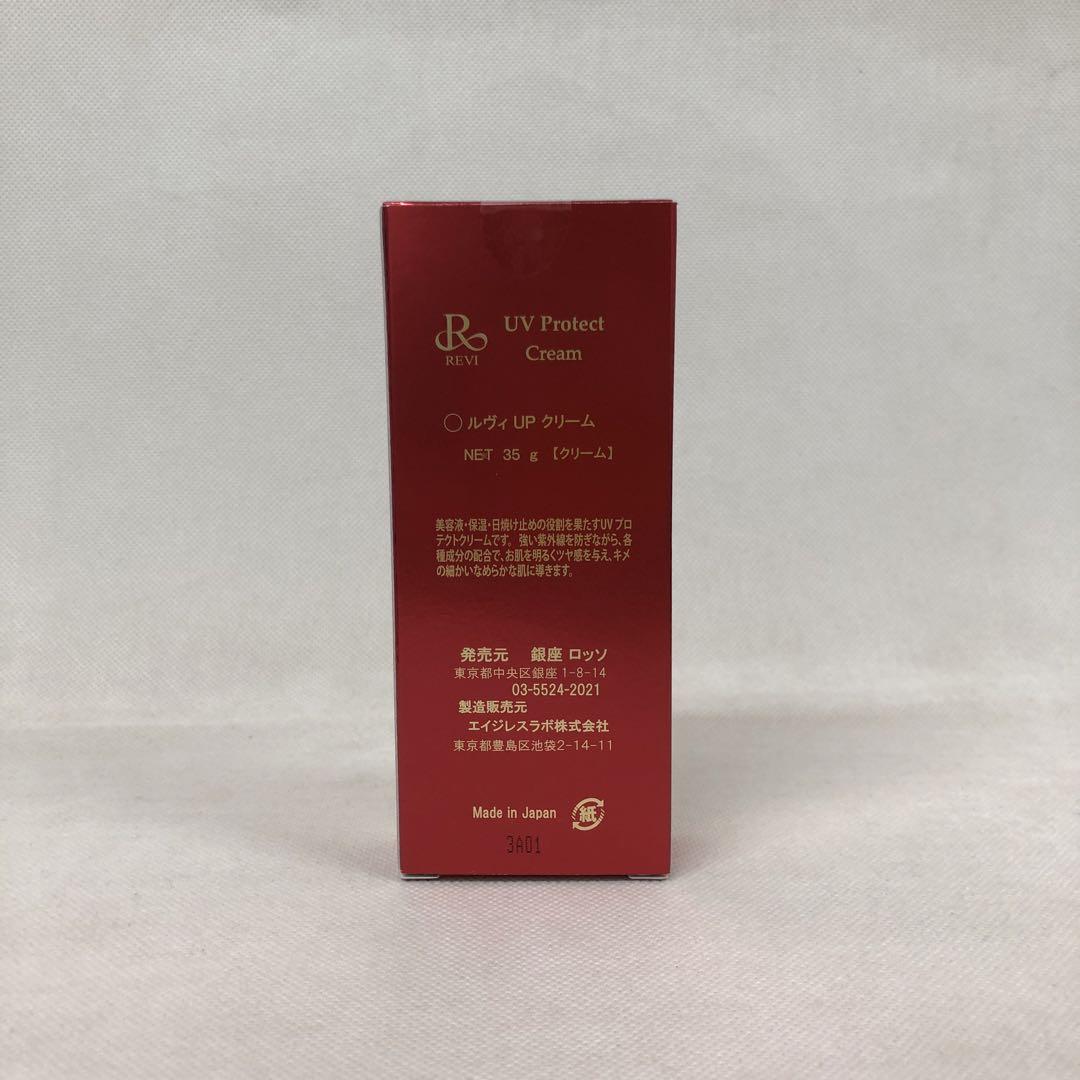 R
REVI
UV Protect
Cream
◯ ルヴィ UP クリーム
NET 35 g 【クリーム】
美容液・保温・日焼け止めの役割を果たすUV プロ
テクトクリームです。強い紫外線を防ぎながら、各
種成分の配合で、お肌を明るくツヤ感を与え、キメ
の細かいなめらかな肌に導きます。
発売元 銀座 ロッソ
東京都中央区銀座 1-8-14
03-5524-2021
製造販売元
エイジレスラボ株式会社
東京都豊島区池袋2-14-11
Made in Japan 紙
3A01